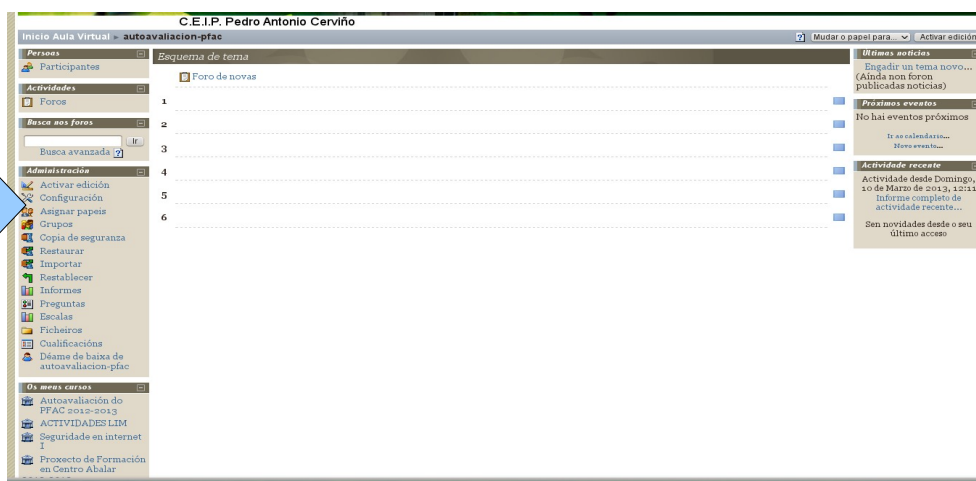 C.E.I.P. Pedro Antonio Cerviño
Inicio Aula Virtual ► autoavaliacion-pfac
? Mudar o papel para... Activar edición
Persoas
Participantes
Actividades
Foros
Busca nos foros
Ir
Busca avanzada ?
Administración
Activar edición
Configuración
Asignar papeis
Grupos
Copia de seguranza
Restaurar
Importar
Restablecer
Informes
Preguntas
Escalas
Ficheiros
Cualificacións
Déame de baixa de
autoavaliacion-pfac
Os meus cursos
Autoavaliación do
PFAC 2012-2013
ACTIVIDADES LIM
Seguridade en internet
I
Proxecto de Formación
en Centro Abalar
Esquema de tema
Foro de novas
1
2
3
4
5
6
Ultimas noticias
Engadir un tema novo...
(Aínda non foron
publicadas noticias)
Próximos eventos
No hai eventos próximos
Ir ao calendario...
Novo evento...
Actividade recente
Actividade desde Domingo,
10 de Marzo de 2013, 12:11
Informe completo de
actividade recente...
Sen novidades desde o seu
último acceso